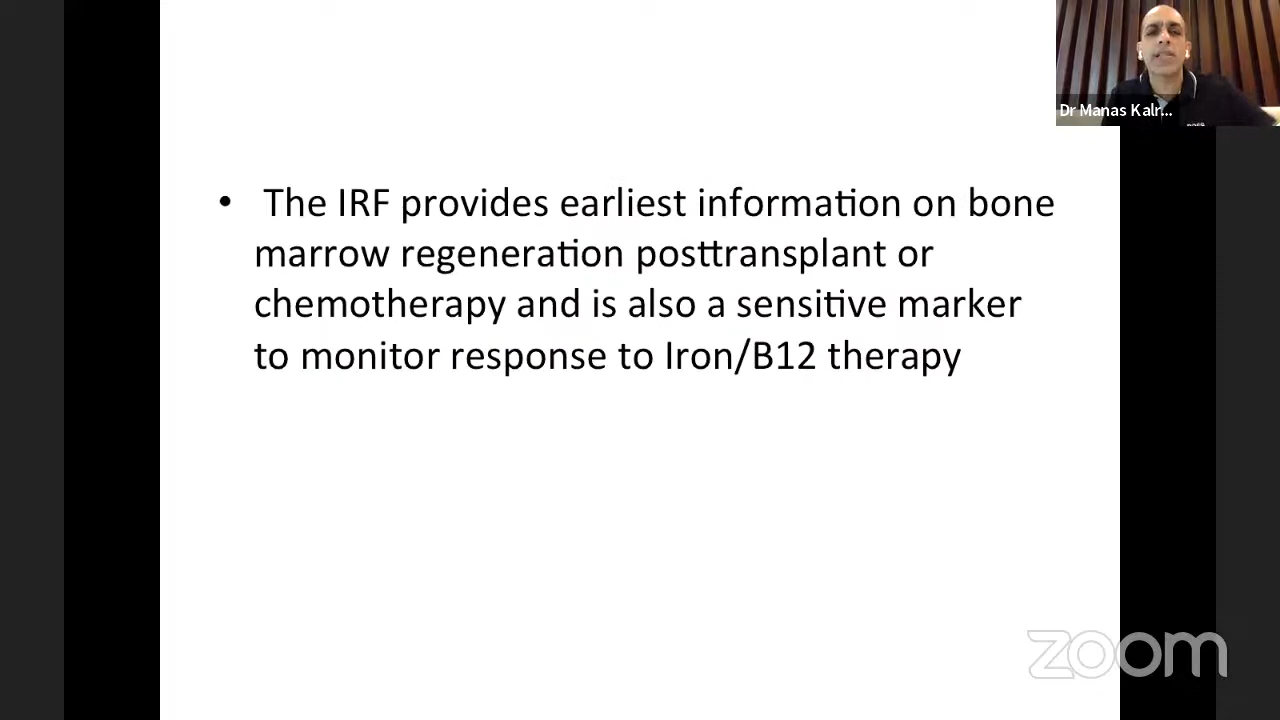 Dr Manas Kalr...
• The IRF provides earliest information on bone
marrow regeneration posttransplant or
chemotherapy and is also a sensitive marker
to monitor response to Iron/B12 therapy
zoom